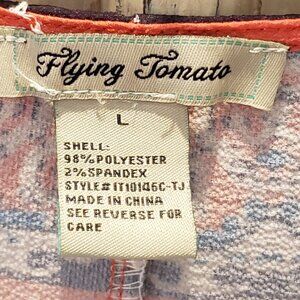 Flying Tomato
L
SHELL:
98%POLYESTER
2%SPANDEX
STYLE#IT10146C-TJ
MADE IN CHINA
SEE REVERSE FOR
CARE